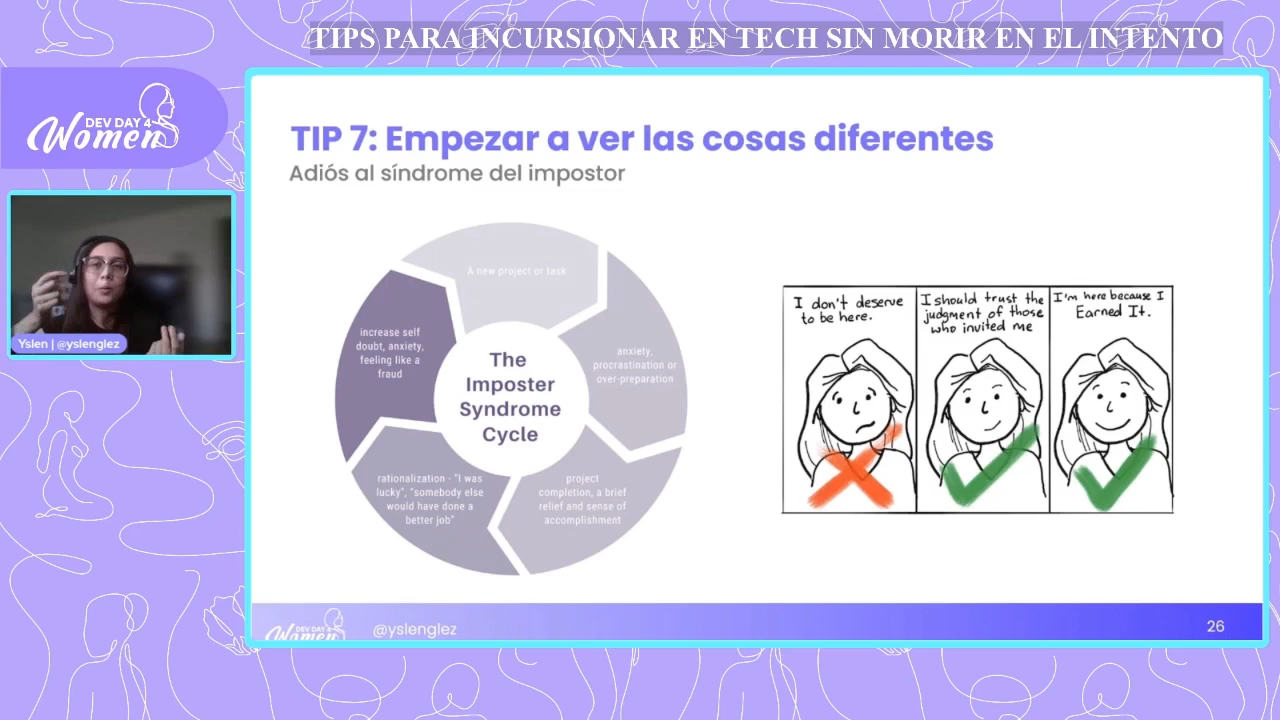 TIPS PARA INCURSIONAR EN TECH SIN MORIR EN EL INTENTO
DEV DAY 4
Women
Yslen | @yslenglez
TIP 7: Empezar a ver las cosas diferentes
Adiós al síndrome del impostor
A new project or task
anxiety,
procrastination or
over-preparation
project
completion, a brief
relief and sense of
accomplishment
rationalization - "I was
lucky", "somebody else
would have done a
better job"
increase self
doubt, anxiety,
feeling like a
fraud
The
Imposter
Syndrome
Cycle
I don't deserve
to be here.
I should trust the
judgment of those
who invited me
I'm here because I
Earned It.
DEV DAY 4
Women
@yslenglez
26